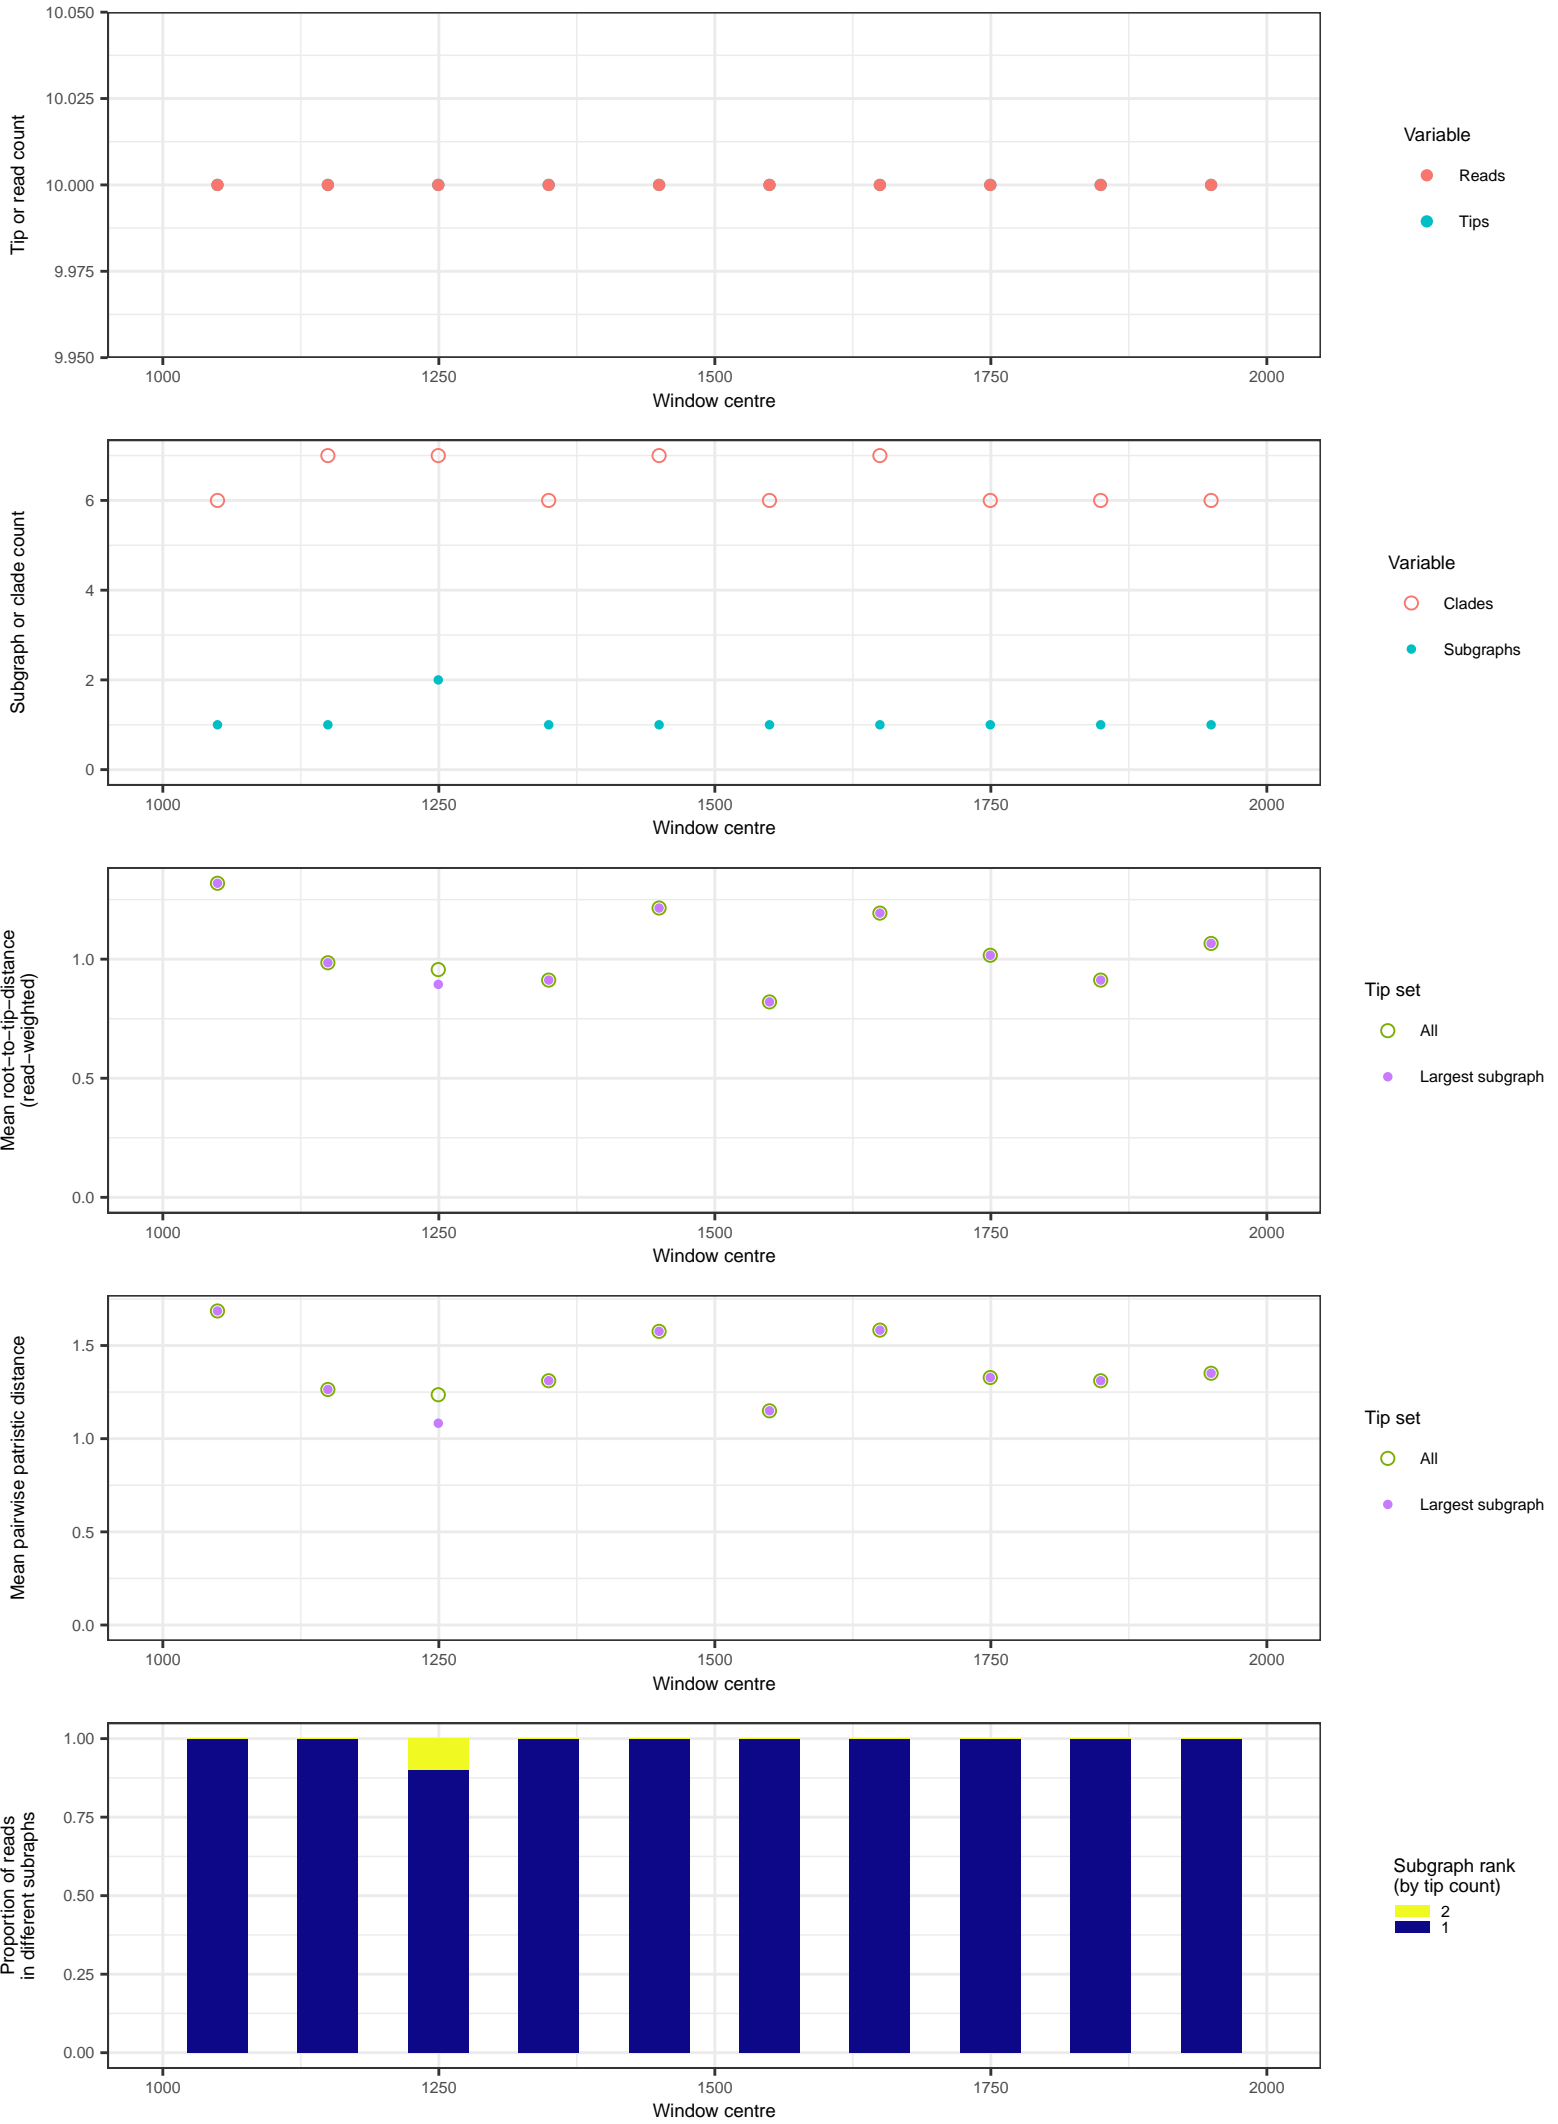 10.050
10.025
10.000
9.975
9.950
Tip or read count
1000 1250 1500 1750 2000
Window centre
Variable
Reads
Tips
6
4
2
0
Subgraph or clade count
1000 1250 1500 1750 2000
Window centre
Variable
Clades
Subgraphs
1.0
0.5
0.0
Mean root−to−tip−distance
(read−weighted)
1000 1250 1500 1750 2000
Window centre
Tip set
All
Largest subgraph
1.5
1.0
0.5
0.0
Mean pairwise patristic distance
1000 1250 1500 1750 2000
Window centre
Tip set
All
Largest subgraph
1.00
0.75
0.50
0.25
0.00
Proportion of reads
in different subraphs
1000 1250 1500 1750 2000
Window centre
Subgraph rank
(by tip count)
2
1